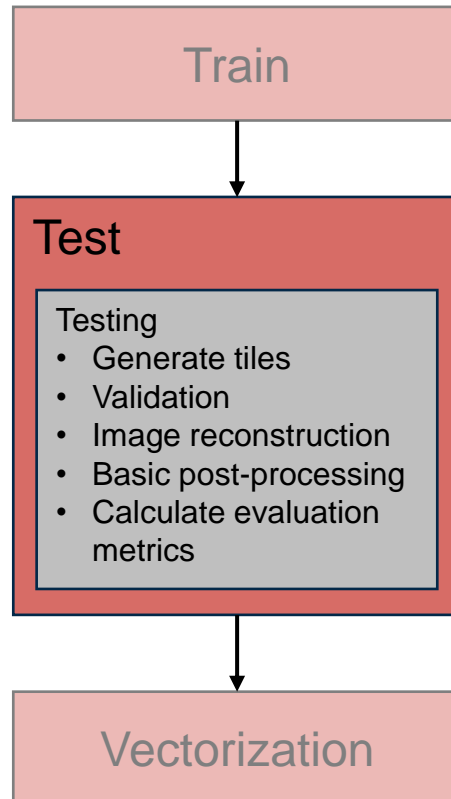 Train
Test
Testing
• Generate tiles
• Validation
• Image reconstruction
• Basic post-processing
• Calculate evaluation
metrics
Vectorization